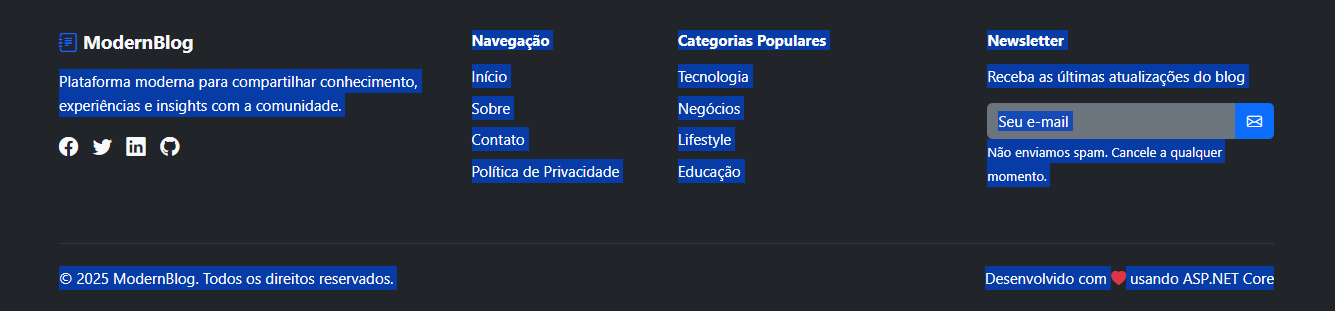 ModernBlog
Plataforma moderna para compartilhar conhecimento,
experiências e insights com a comunidade.
Navegação
Início
Sobre
Contato
Política de Privacidade
Categorias Populares
Tecnologia
Negócios
Lifestyle
Educação
Newsletter
Receba as últimas atualizações do blog
Seu e-mail
Não enviamos spam. Cancele a qualquer
momento.
© 2025 ModernBlog. Todos os direitos reservados.
Desenvolvido com ❤ usando ASP.NET Core